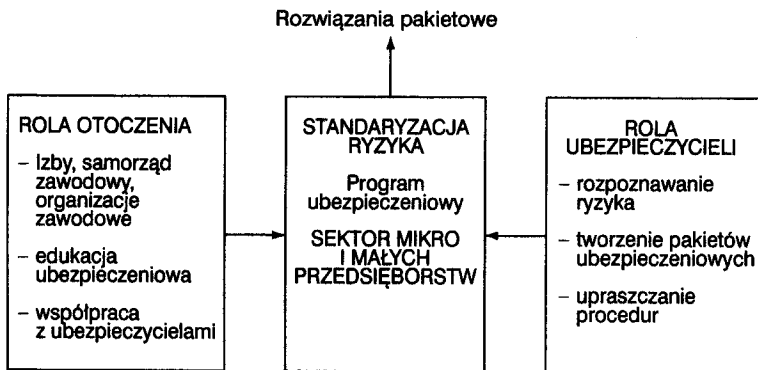 Rozwiązania pakietowe
ROLA OTOCZENIA
– Izby, samorząd
zawodowy,
organizacje
zawodowe
– edukacja
ubezpieczeniowa
– współpraca
z ubezpieczycielami
STANDARYZACJA
RYZYKA
Program
ubezpieczeniowy
SEKTOR MIKRO
I MAŁYCH
PRZEDSIĘBORSTW
ROLA
UBEZPIECZYCIELI
– rozpoznawanie
ryzyka
– tworzenie pakietów
ubezpieczeniowych
– upraszczanie
procedur